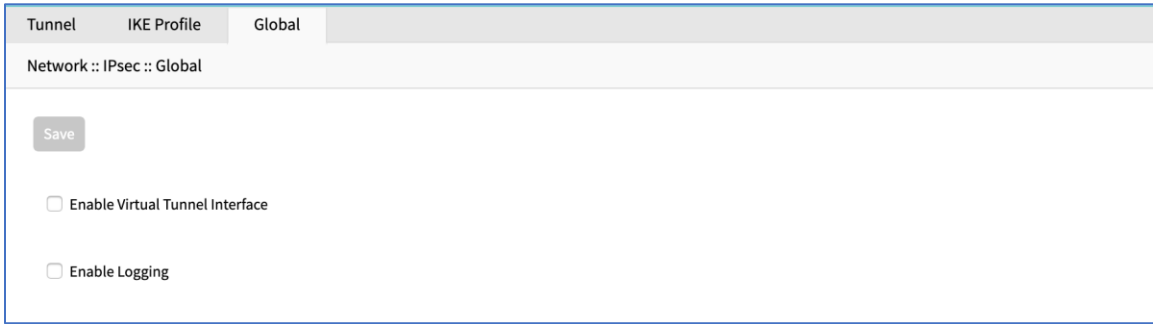 Tunnel IKE Profile Global
Network :: IPsec :: Global
Save
Enable Virtual Tunnel Interface
Enable Logging